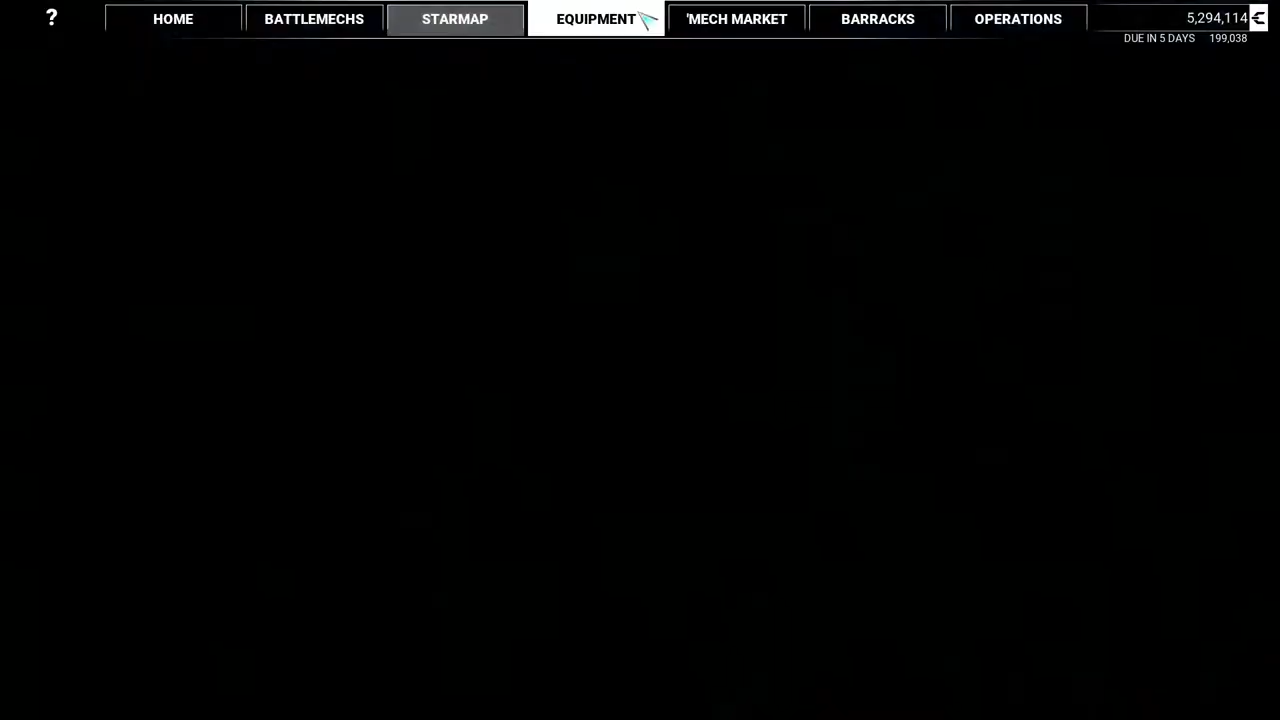 ?
HOME
BATTLEMECHS
STARMAP
EQUIPMENT
'MECH MARKET
BARRACKS
OPERATIONS
5,294,114
DUE IN 5 DAYS 199,038